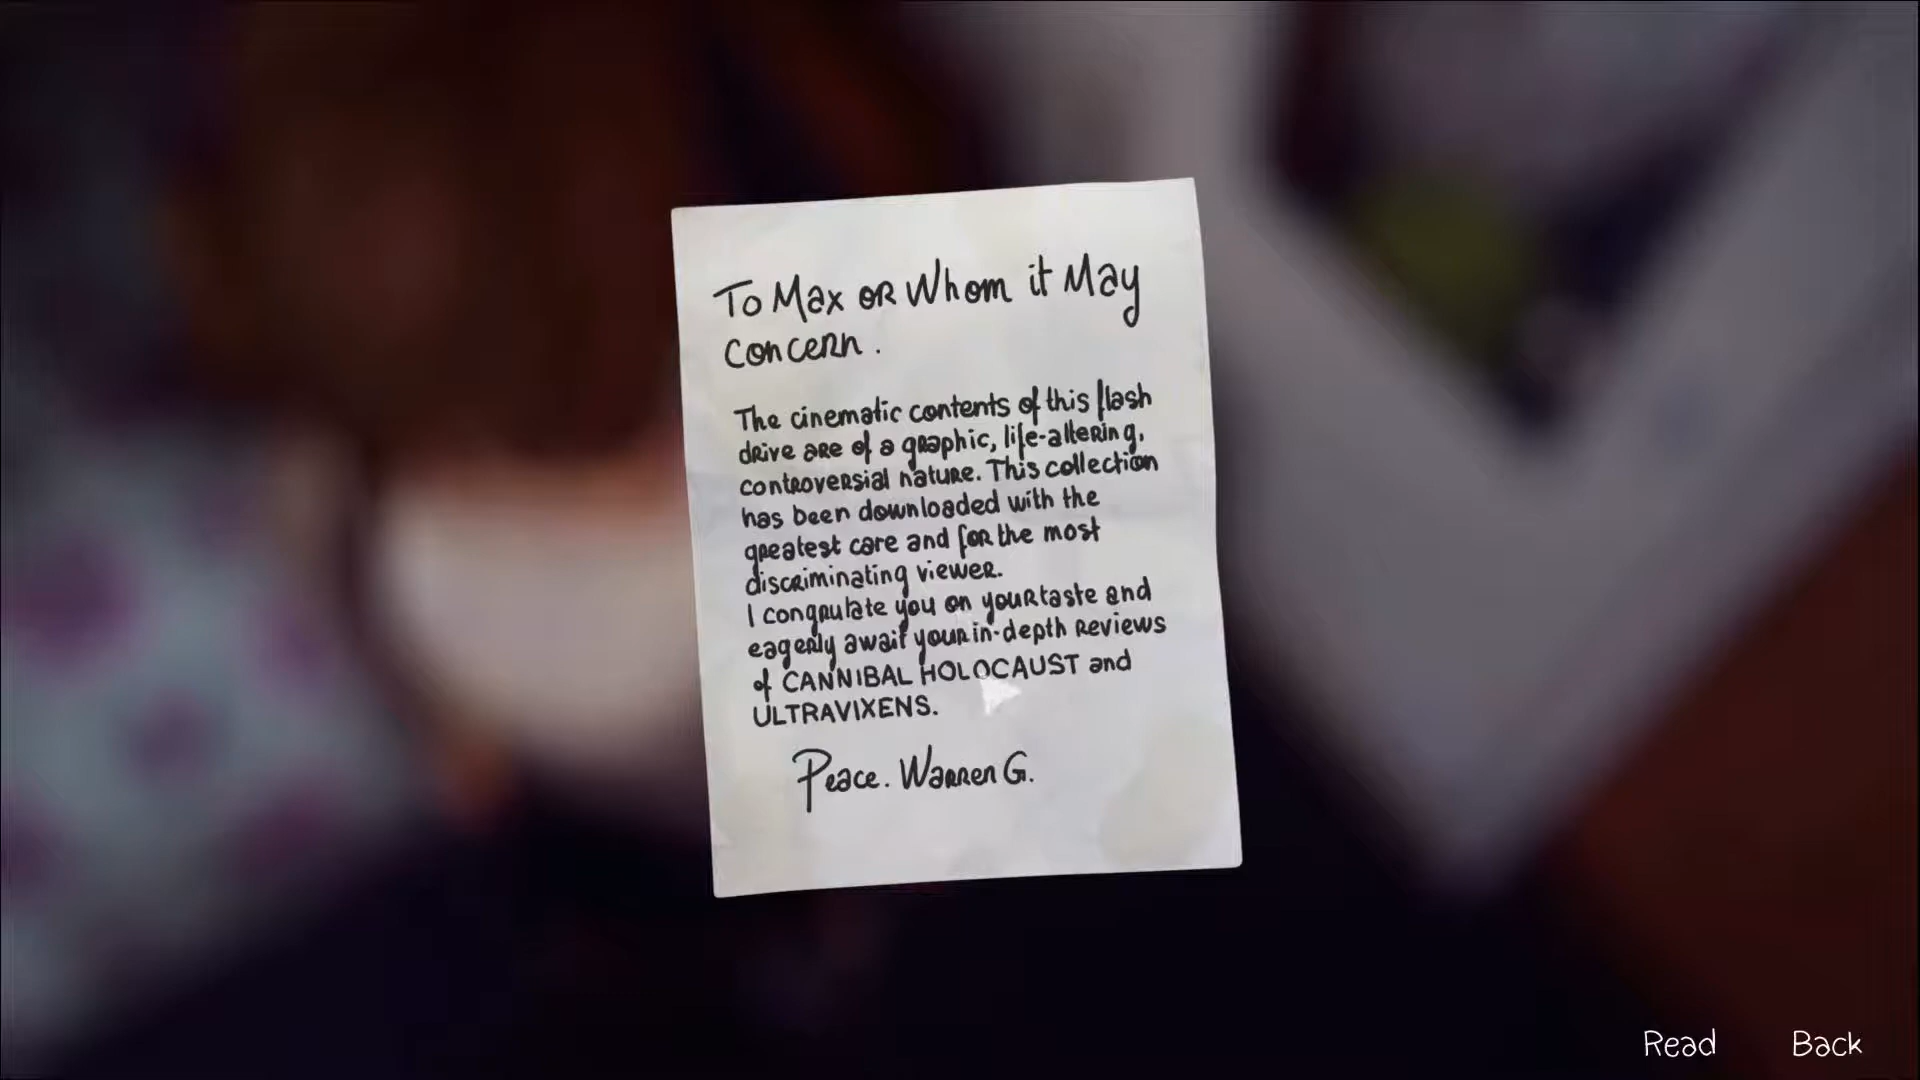 To Max or Whom it May
Concern.
The cinematic contents of this flash
drive are of a graphic, life-altering,
controversial nature. This collection
has been downloaded with the
greatest care and for the most
discriminating viewer.
I congrulate you on your taste and
eagerly await your in-depth reviews
of CANNIBAL HOLOCAUST and
ULTRAVIXENS.
Peace. Warren G.
Read Back